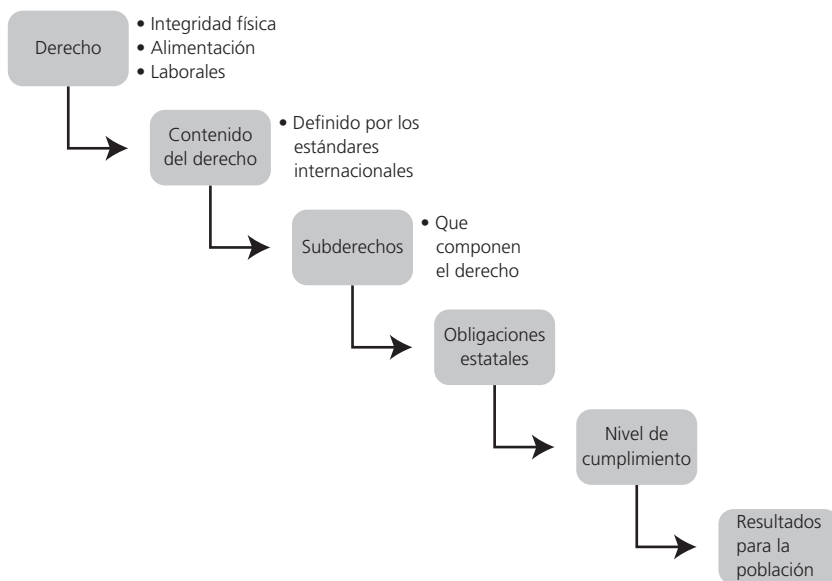 Derecho
• Integridad física
• Alimentación
• Laborales
Contenido
del derecho
• Definido por los
estándares
internacionales
Subderechos
• Que
componen
el derecho
Obligaciones
estatales
Nivel de
cumplimiento
Resultados
para la
población